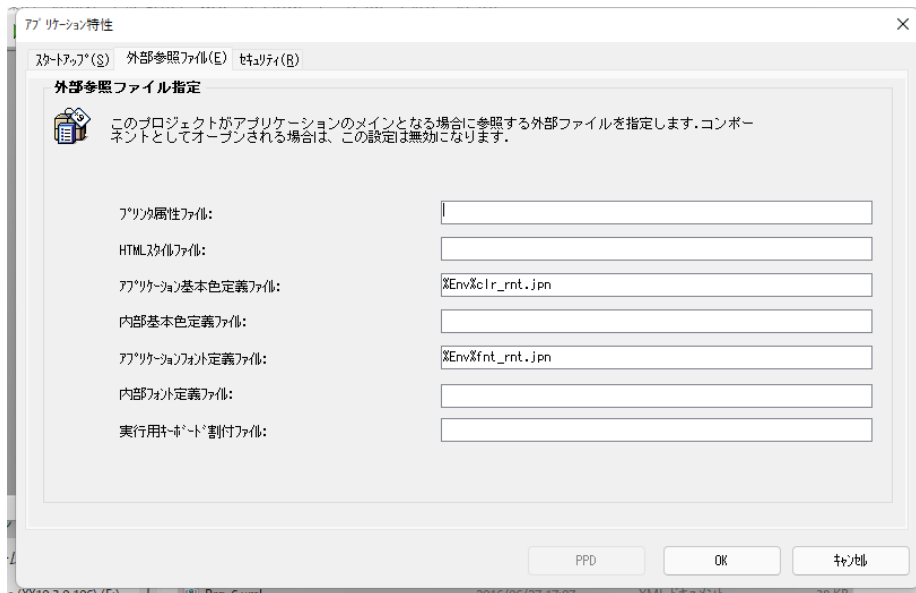 ｱﾌﾟﾘｹｰｼｮﾝ特性
ｽﾀｰﾄｱｯﾌﾟ(S) 外部参照ﾌｧｲﾙ(E) ｾｷｭﾘﾃｨ(R)
外部参照ファイル指定
このプロジェクトがアプリケーションのメインとなる場合に参照する外部ファイルを指定します.コンポー
ネントとしてオープンされる場合は、この設定は無効になります.
ﾌﾟﾘﾝﾀ属性ﾌｧｲﾙ:
HTMLｽﾀｲﾙﾌｧｲﾙ:
ｱﾌﾟﾘｹｰｼｮﾝ基本色定義ﾌｧｲﾙ: %Env%clr_rnt.jpn
内部基本色定義ﾌｧｲﾙ:
ｱﾌﾟﾘｹｰｼｮﾝﾌｫﾝﾄ定義ﾌｧｲﾙ: %Env%fnt_rnt.jpn
内部ﾌｫﾝﾄ定義ﾌｧｲﾙ:
実行用ｷｰﾎﾞｰﾄﾞ割付ﾌｧｲﾙ:
PPD OK ｷｬﾝｾﾙ